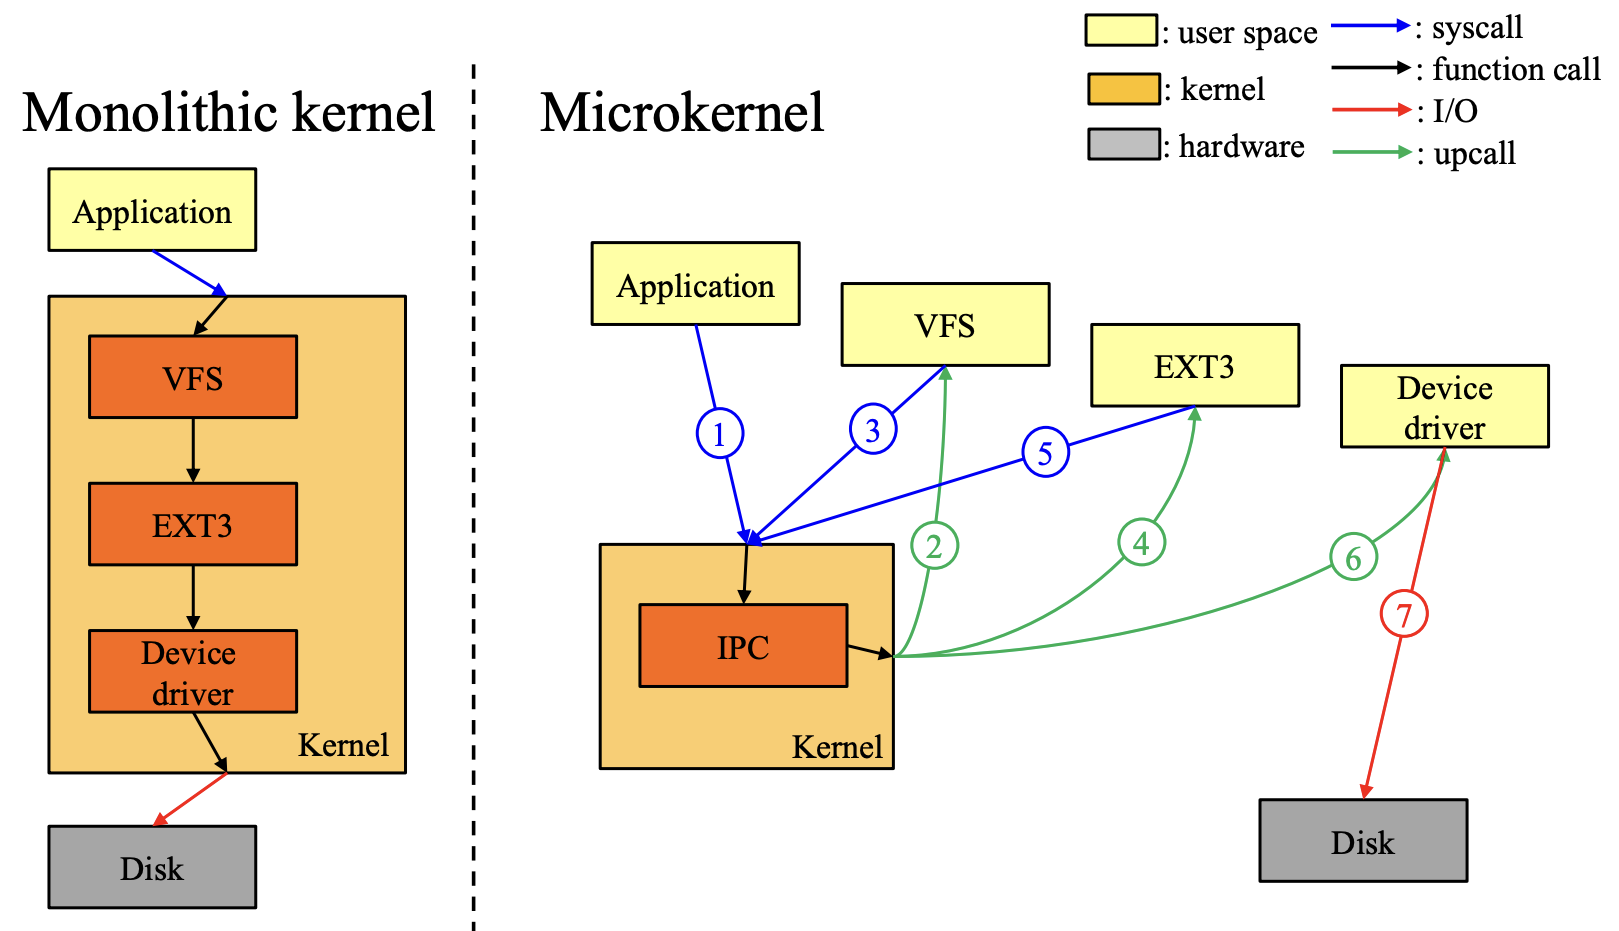 Monolithic kernel
Application
VFS
EXT3
Device
driver
Kernel
Disk
Microkernel
: user space
: kernel
: hardware
: syscall
: function call
: I/O
: upcall
Application
VFS
EXT3
Device
driver
1
3
5
2
4
6
7
IPC
Kernel
Disk